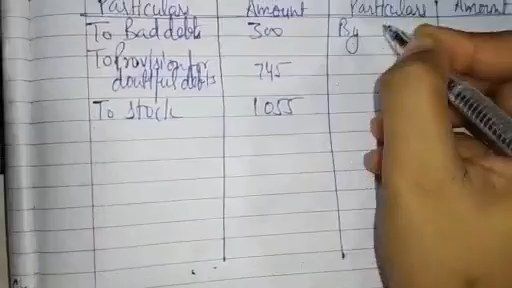 Particulars Amount Particulars Amount
To Bad debts 300 By
To Provision for
doubtful debts 745
To stock 1055